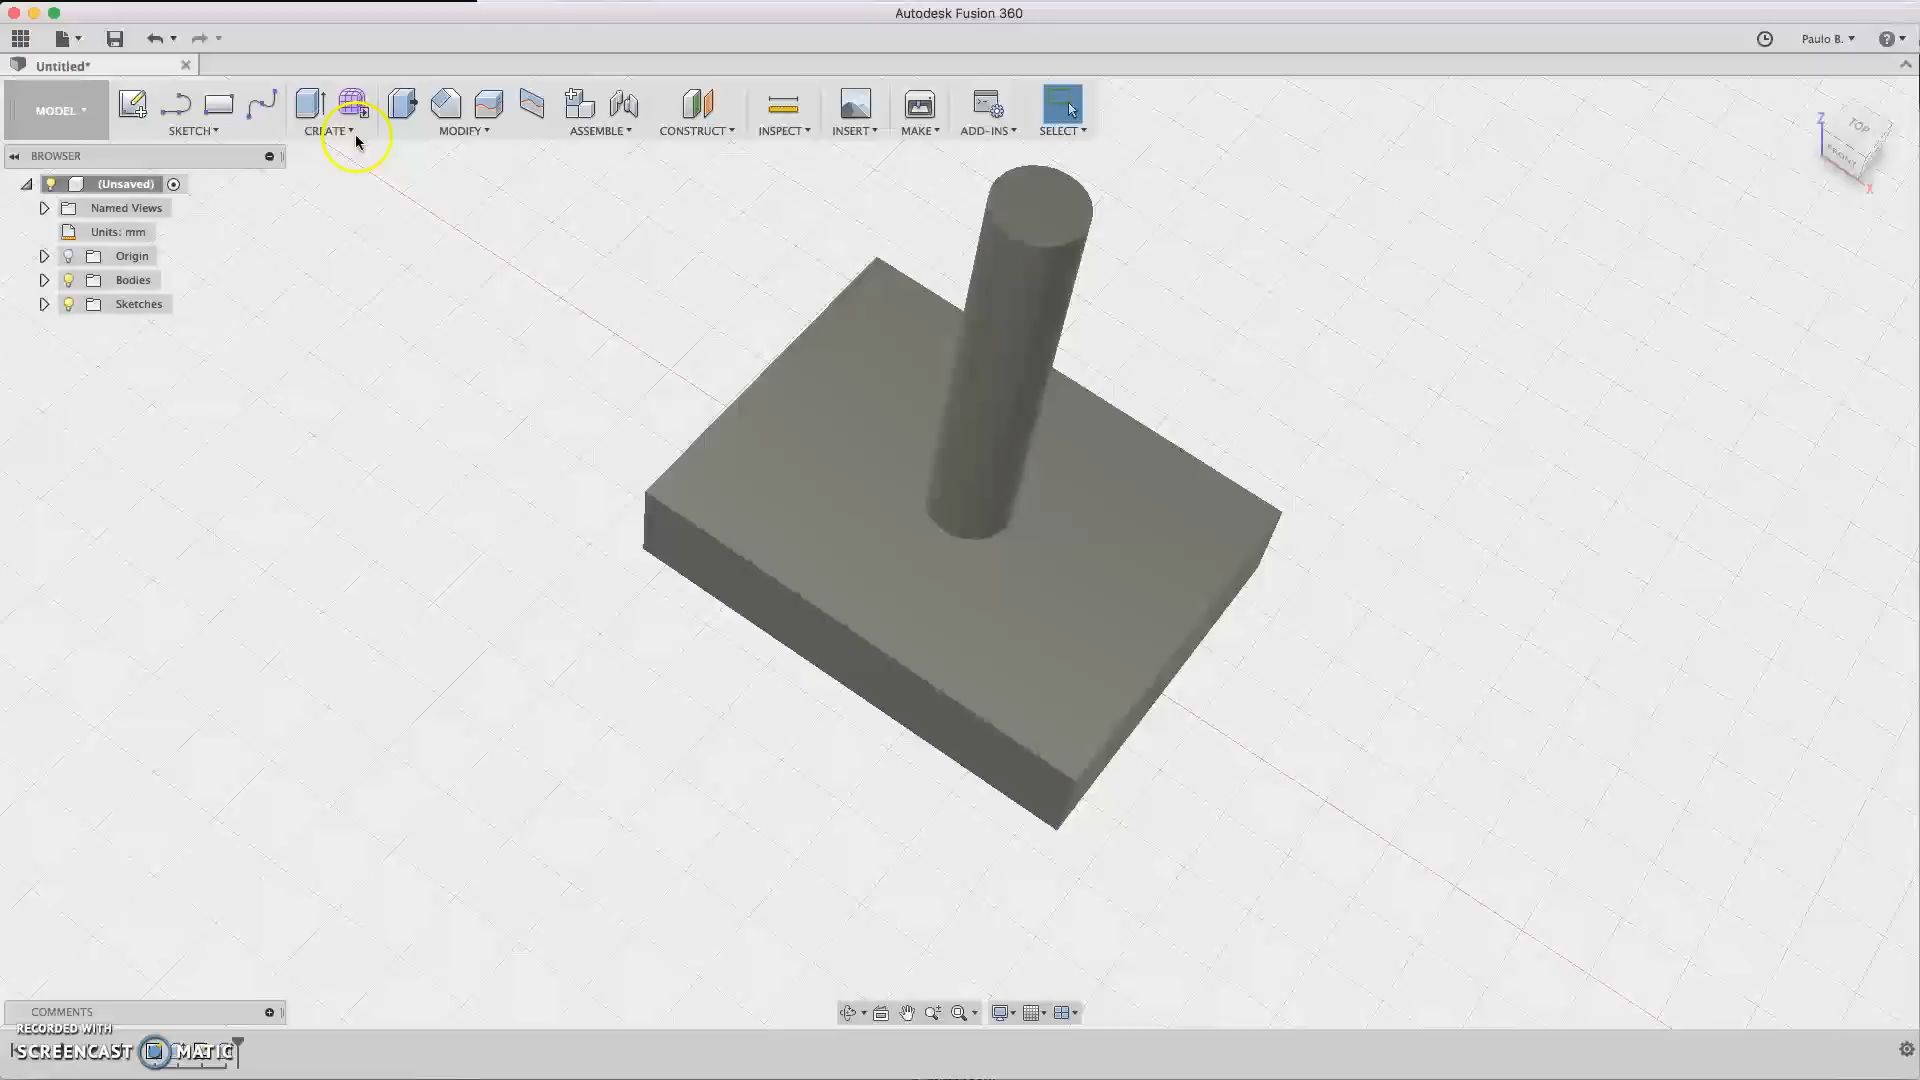 Autodesk Fusion 360
Paulo B.
Untitled*
MODEL
SKETCH
CREATE
MODIFY
ASSEMBLE
CONSTRUCT
INSPECT
INSERT
MAKE
ADD-INS
SELECT
BROWSER
(Unsaved)
Named Views
Units: mm
Origin
Bodies
Sketches
Z
TOP
FRONT
X
COMMENTS
RECORDED WITH
SCREENCAST MATIC